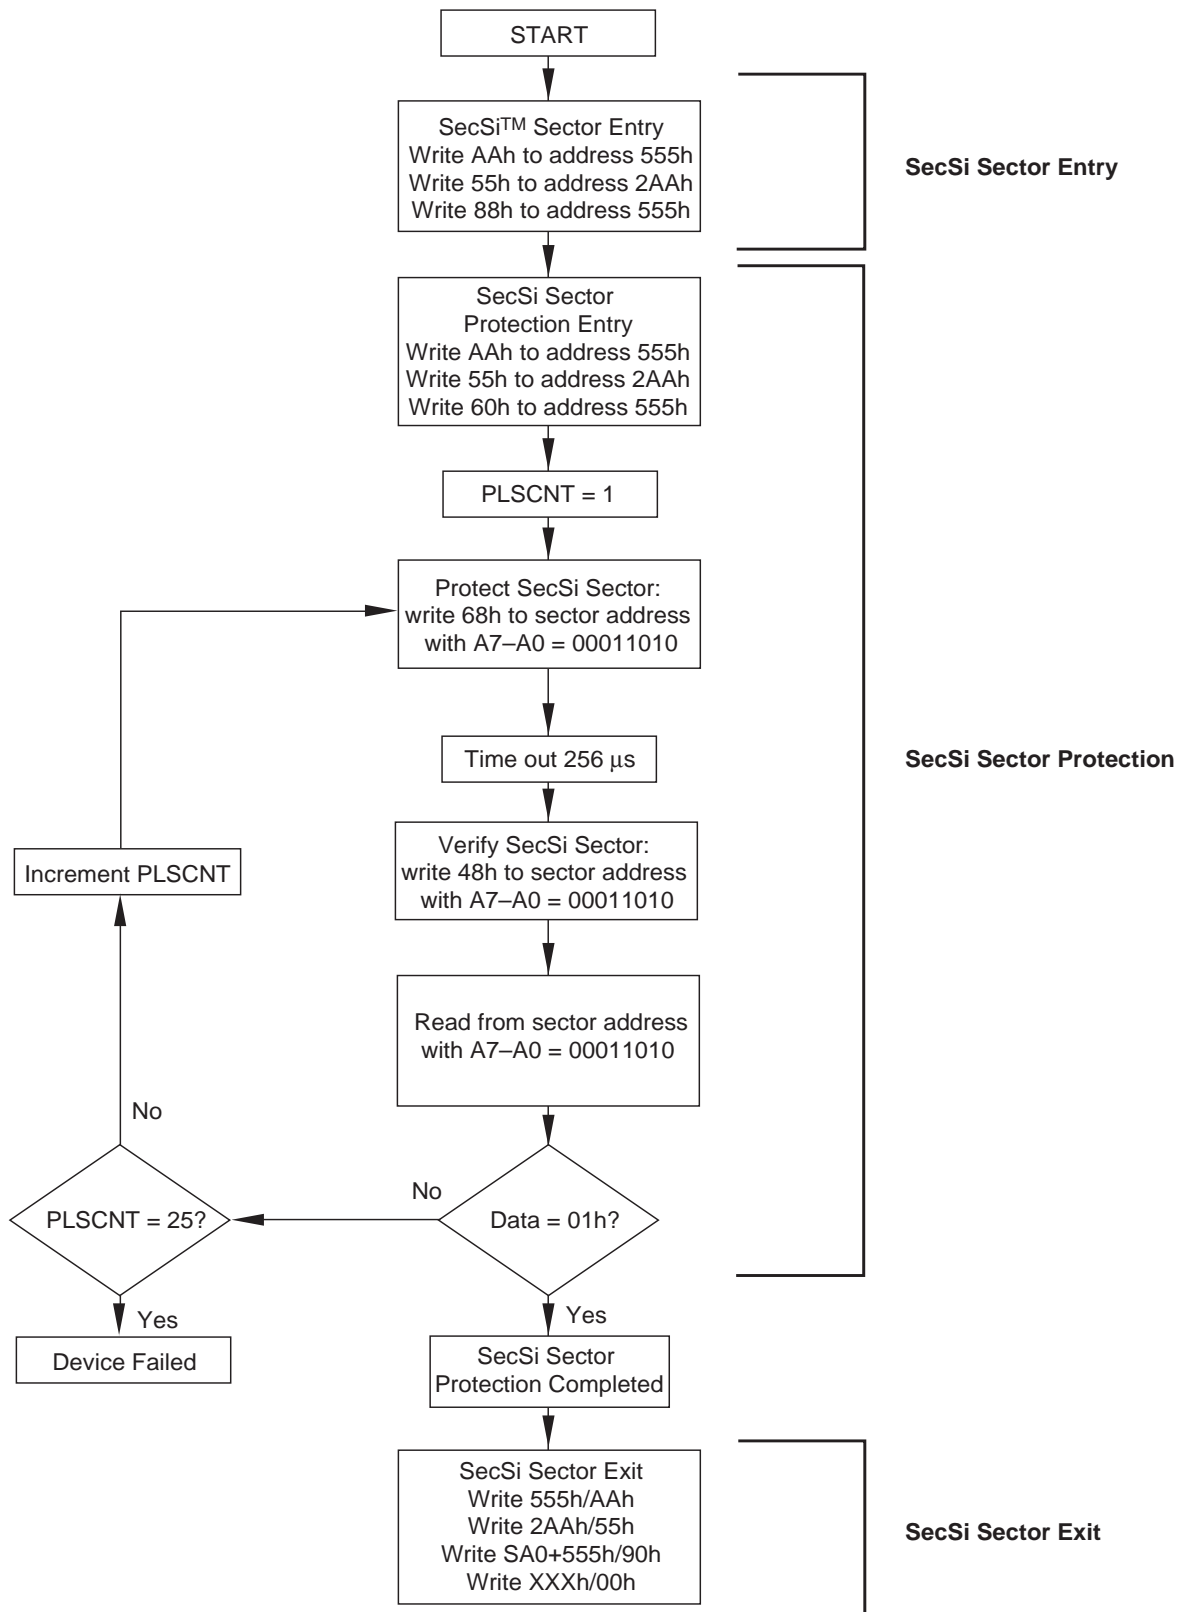 START
SecSi™ Sector Entry
Write AAh to address 555h
Write 55h to address 2AAh
Write 88h to address 555h
SecSi Sector Entry
SecSi Sector
Protection Entry
Write AAh to address 555h
Write 55h to address 2AAh
Write 60h to address 555h
PLSCNT = 1
Protect SecSi Sector:
write 68h to sector address
with A7–A0 = 00011010
Time out 256 μs
SecSi Sector Protection
Verify SecSi Sector:
write 48h to sector address
with A7–A0 = 00011010
Increment PLSCNT
Read from sector address
with A7–A0 = 00011010
No
No
PLSCNT = 25?
Data = 01h?
Yes
Yes
Device Failed
SecSi Sector
Protection Completed
SecSi Sector Exit
Write 555h/AAh
Write 2AAh/55h
Write SA0+555h/90h
Write XXXh/00h
SecSi Sector Exit